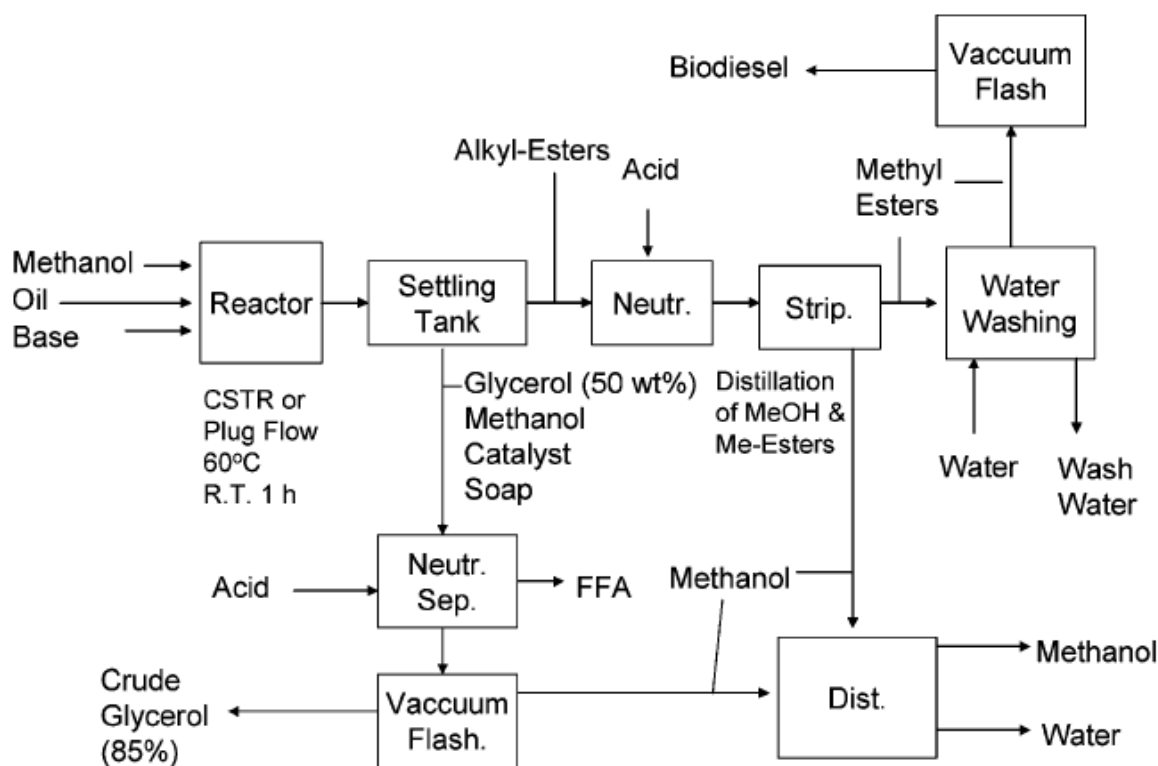 Vaccuum
Flash
Biodiesel
Alkyl-Esters
Acid
Methyl
Esters
Methanol
Oil
Base
Reactor
Settling
Tank
Neutr.
Strip.
Water
Washing
CSTR or
Plug Flow
60ºC
R.T. 1 h
Glycerol (50 wt%)
Methanol
Catalyst
Soap
Distillation
of MeOH &
Me-Esters
Water
Wash
Water
Acid
Neutr.
Sep.
FFA
Methanol
Crude
Glycerol
(85%)
Vaccuum
Flash.
Dist.
Methanol
Water